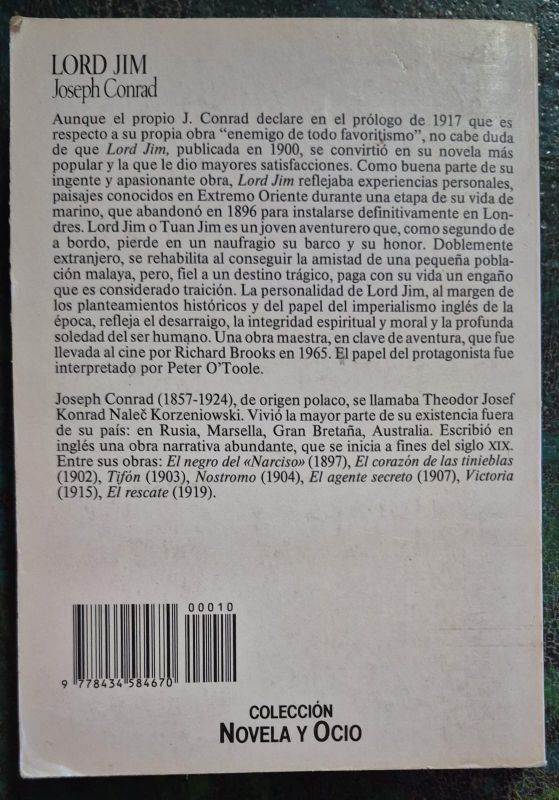 LORD JIM
Joseph Conrad
Aunque el propio J. Conrad declare en el prólogo de 1917 que es
respecto a su propia obra “enemigo de todo favoritismo”, no cabe duda
de que Lord Jim, publicada en 1900, se convirtió en su novela más
popular y la que le dio mayores satisfacciones. Como buena parte de su
ingente y apasionante obra, Lord Jim reflejaba experiencias personales,
paisajes conocidos en Extremo Oriente durante una etapa de su vida de
marino, que abandonó en 1896 para instalarse definitivamente en Lon-
dres. Lord Jim o Tuan Jim es un joven aventurero que, como segundo de
a bordo, pierde en un naufragio su barco y su honor. Doblemente
extranjero, se rehabilita al conseguir la amistad de una pequeña pobla-
ción malaya, pero, fiel a un destino trágico, paga con su vida un engaño
que es considerado traición. La personalidad de Lord Jim, al margen de
los planteamientos históricos y del papel del imperialismo inglés de la
época, refleja el desarraigo, la integridad espiritual y moral y la profunda
soledad del ser humano. Una obra maestra, en clave de aventura, que fue
llevada al cine por Richard Brooks en 1965. El papel del protagonista fue
interpretado por Peter O’Toole.
Joseph Conrad (1857-1924), de origen polaco, se llamaba Theodor Josef
Konrad Naleč Korzeniowski. Vivió la mayor parte de su existencia fuera
de su país: en Rusia, Marsella, Gran Bretaña, Australia. Escribió en
inglés una obra narrativa abundante, que se inicia a fines del siglo XIX.
Entre sus obras: El negro del «Narciso» (1897), El corazón de las tinieblas
(1902), Tifón (1903), Nostromo (1904), El agente secreto (1907), Victoria
(1915), El rescate (1919).
00010
9 778434 584670
COLECCIÓN
NOVELA Y OCIO